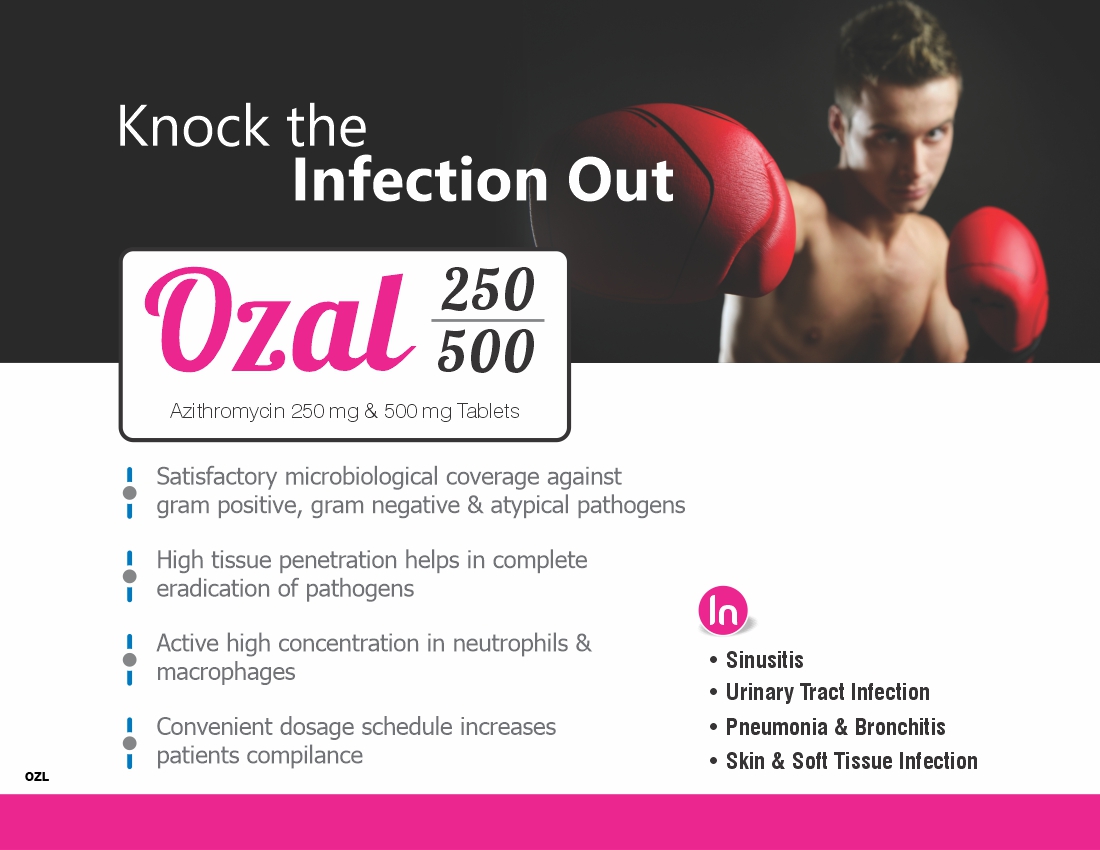 Knock the
Infection Out
Ozal 250
500
Azithromycin 250 mg & 500 mg Tablets
Satisfactory microbiological coverage against
gram positive, gram negative & atypical pathogens
High tissue penetration helps in complete
eradication of pathogens
Active high concentration in neutrophils &
macrophages
Convenient dosage schedule increases
patients compilance
In
• Sinusitis
• Urinary Tract Infection
• Pneumonia & Bronchitis
• Skin & Soft Tissue Infection
OZL